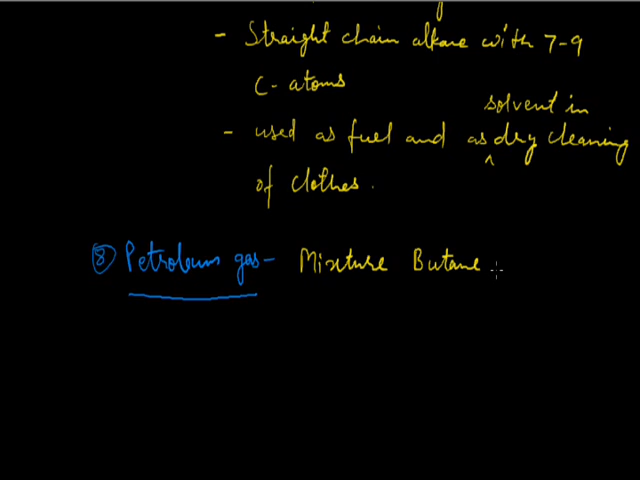 - Straight chain alkane with 7-9
C-atoms
solvent in
- used as fuel and as ^ dry cleaning
of clothes.
⑧ Petroleum gas- Mixture Butane